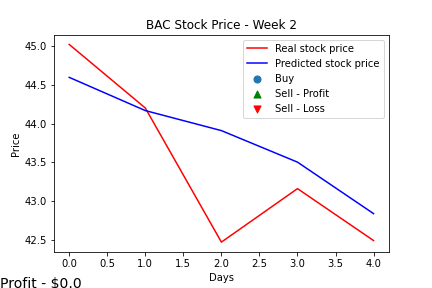 BAC Stock Price - Week 2
45.0
44.5
44.0
43.5
43.0
42.5
Price
Real stock price
Predicted stock price
Buy
Sell - Profit
Sell - Loss
0.0 0.5 1.0 1.5 2.0 2.5 3.0 3.5 4.0
Days
Profit - $0.0